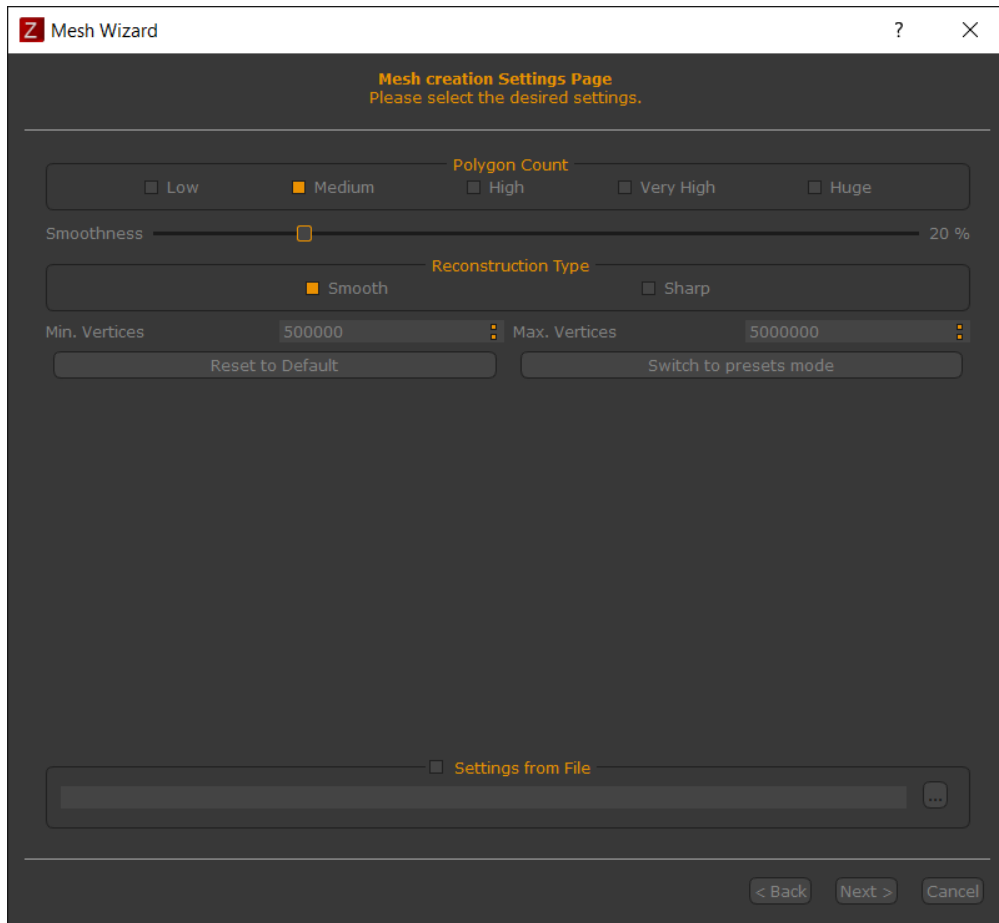 Z Mesh Wizard ?
Mesh creation Settings Page
Please select the desired settings.
Polygon Count
Low Medium High Very High Huge
Smoothness 20 %
Reconstruction Type
Smooth Sharp
Min. Vertices 500000 Max. Vertices 5000000
Reset to Default Switch to presets mode
Settings from File
...
< Back Next > Cancel